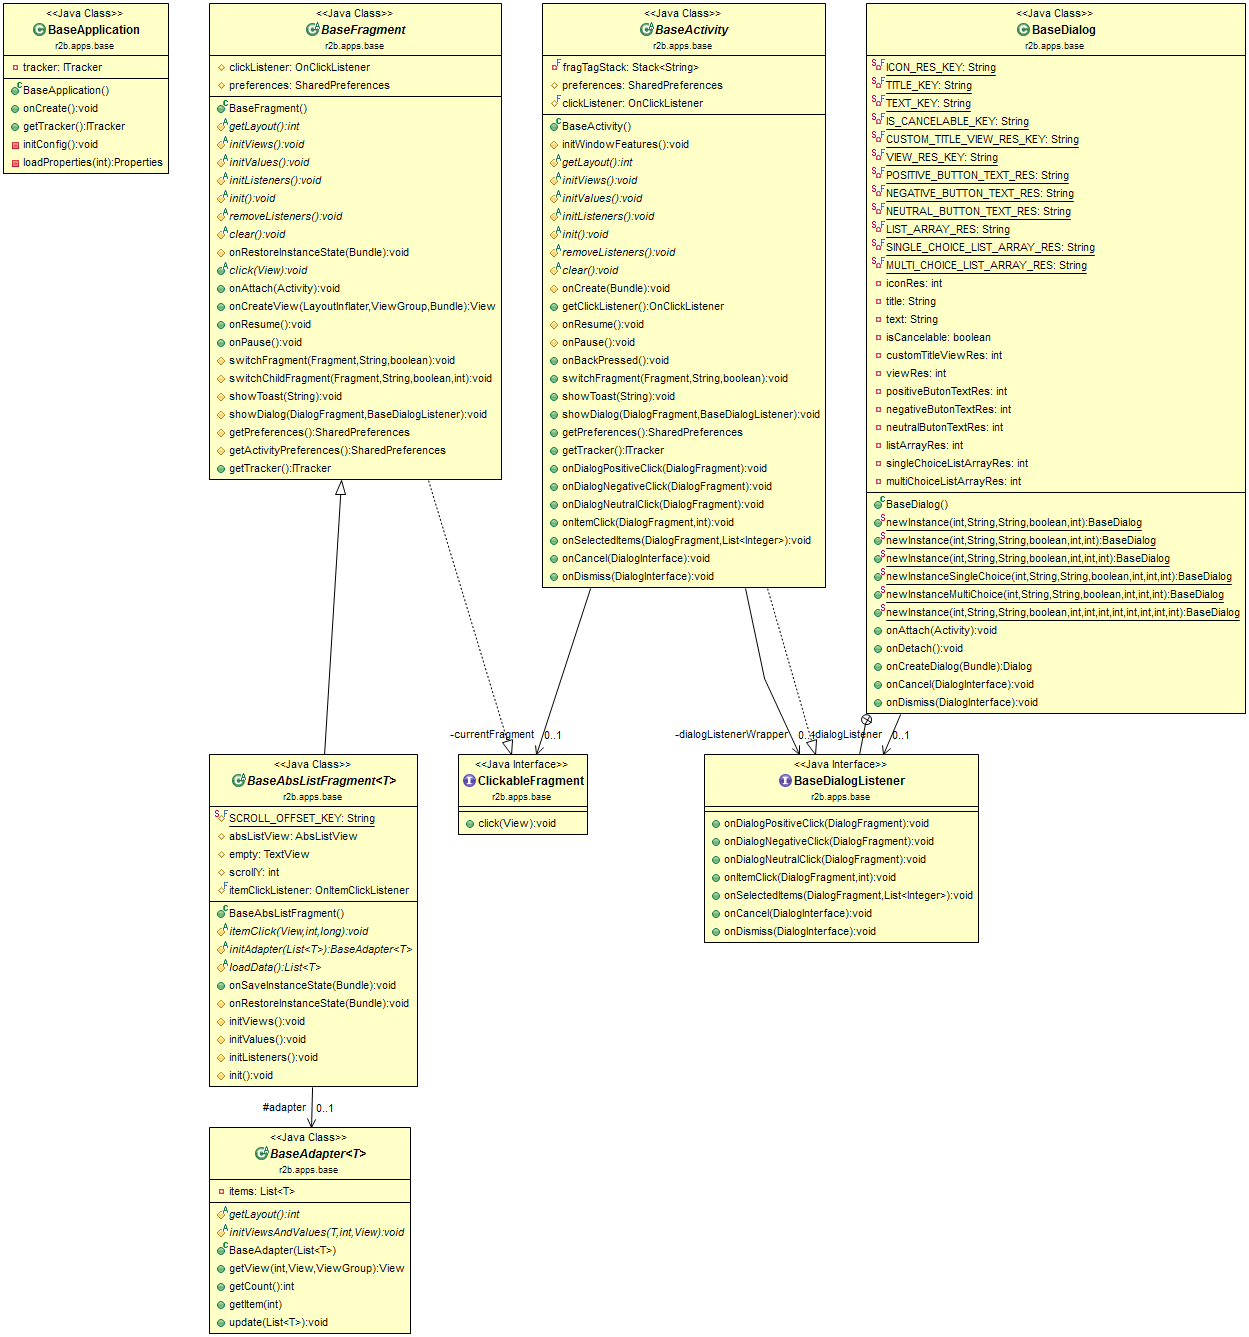 <<Java Class>>
BaseApplication
r2b.apps.base
tracker: ITracker
BaseApplication()
onCreate():void
getTracker():ITracker
initConfig():void
loadProperties(int):Properties
<<Java Class>>
BaseFragment
r2b.apps.base
clickListener: OnClickListener
preferences: SharedPreferences
BaseFragment()
getLayout():int
initViews():void
initValues():void
initListeners():void
init():void
removeListeners():void
clear():void
onRestoreInstanceState(Bundle):void
click(View):void
onAttach(Activity):void
onCreateView(LayoutInflater,ViewGroup,Bundle):View
onResume():void
onPause():void
switchFragment(Fragment,String,boolean):void
switchChildFragment(Fragment,String,boolean,int):void
showToast(String):void
showDialog(DialogFragment,BaseDialogListener):void
getPreferences():SharedPreferences
getActivityPreferences():SharedPreferences
getTracker():ITracker
<<Java Class>>
BaseActivity
r2b.apps.base
fragTagStack: Stack<String>
preferences: SharedPreferences
clickListener: OnClickListener
BaseActivity()
initWindowFeatures():void
getLayout():int
initViews():void
initValues():void
initListeners():void
init():void
removeListeners():void
clear():void
onCreate(Bundle):void
getClickListener():OnClickListener
onResume():void
onPause():void
onBackPressed():void
switchFragment(Fragment,String,boolean):void
showToast(String):void
showDialog(DialogFragment,BaseDialogListener):void
getPreferences():SharedPreferences
getTracker():ITracker
onDialogPositiveClick(DialogFragment):void
onDialogNegativeClick(DialogFragment):void
onDialogNeutralClick(DialogFragment):void
onItemClick(DialogFragment,int):void
onSelectedItems(DialogFragment,List<Integer>):void
onCancel(DialogInterface):void
onDismiss(DialogInterface):void
<<Java Class>>
BaseDialog
r2b.apps.base
ICON_RES_KEY: String
TITLE_KEY: String
TEXT_KEY: String
IS_CANCELABLE_KEY: String
CUSTOM_TITLE_VIEW_RES_KEY: String
VIEW_RES_KEY: String
POSITIVE_BUTTON_TEXT_RES: String
NEGATIVE_BUTTON_TEXT_RES: String
NEUTRAL_BUTTON_TEXT_RES: String
LIST_ARRAY_RES: String
SINGLE_CHOICE_LIST_ARRAY_RES: String
MULTI_CHOICE_LIST_ARRAY_RES: String
iconRes: int
title: String
text: String
isCancelable: boolean
customTitleViewRes: int
viewRes: int
positiveButonTextRes: int
negativeButonTextRes: int
neutralButonTextRes: int
listArrayRes: int
singleChoiceListArrayRes: int
multiChoiceListArrayRes: int
BaseDialog()
newInstance(int,String,String,boolean,int):BaseDialog
newInstance(int,String,String,boolean,int,int):BaseDialog
newInstance(int,String,String,boolean,int,int,int):BaseDialog
newInstanceSingleChoice(int,String,String,boolean,int,int,int):BaseDialog
newInstanceMultiChoice(int,String,String,boolean,int,int,int):BaseDialog
newInstance(int,String,String,boolean,int,int,int,int,int,int,int,int):BaseDialog
onAttach(Activity):void
onDetach():void
onCreateDialog(Bundle):Dialog
onCancel(DialogInterface):void
onDismiss(DialogInterface):void
-currentFragment 0..1
-dialogListenerWrapper 0..1
-dialogListener 0..1
<<Java Class>>
BaseAbsListFragment<T>
r2b.apps.base
SCROLL_OFFSET_KEY: String
absListView: AbsListView
empty: TextView
scrollY: int
itemClickListener: OnItemClickListener
BaseAbsListFragment()
itemClick(View,int,long):void
initAdapter(List<T>):BaseAdapter<T>
loadData():List<T>
onSaveInstanceState(Bundle):void
onRestoreInstanceState(Bundle):void
initViews():void
initValues():void
initListeners():void
init():void
<<Java Interface>>
ClickableFragment
r2b.apps.base
click(View):void
<<Java Interface>>
BaseDialogListener
r2b.apps.base
onDialogPositiveClick(DialogFragment):void
onDialogNegativeClick(DialogFragment):void
onDialogNeutralClick(DialogFragment):void
onItemClick(DialogFragment,int):void
onSelectedItems(DialogFragment,List<Integer>):void
onCancel(DialogInterface):void
onDismiss(DialogInterface):void
#adapter 0..1
<<Java Class>>
BaseAdapter<T>
r2b.apps.base
items: List<T>
getLayout():int
initViewsAndValues(T,int,View):void
BaseAdapter(List<T>)
getView(int,View,ViewGroup):View
getCount():int
getItem(int)
update(List<T>):void